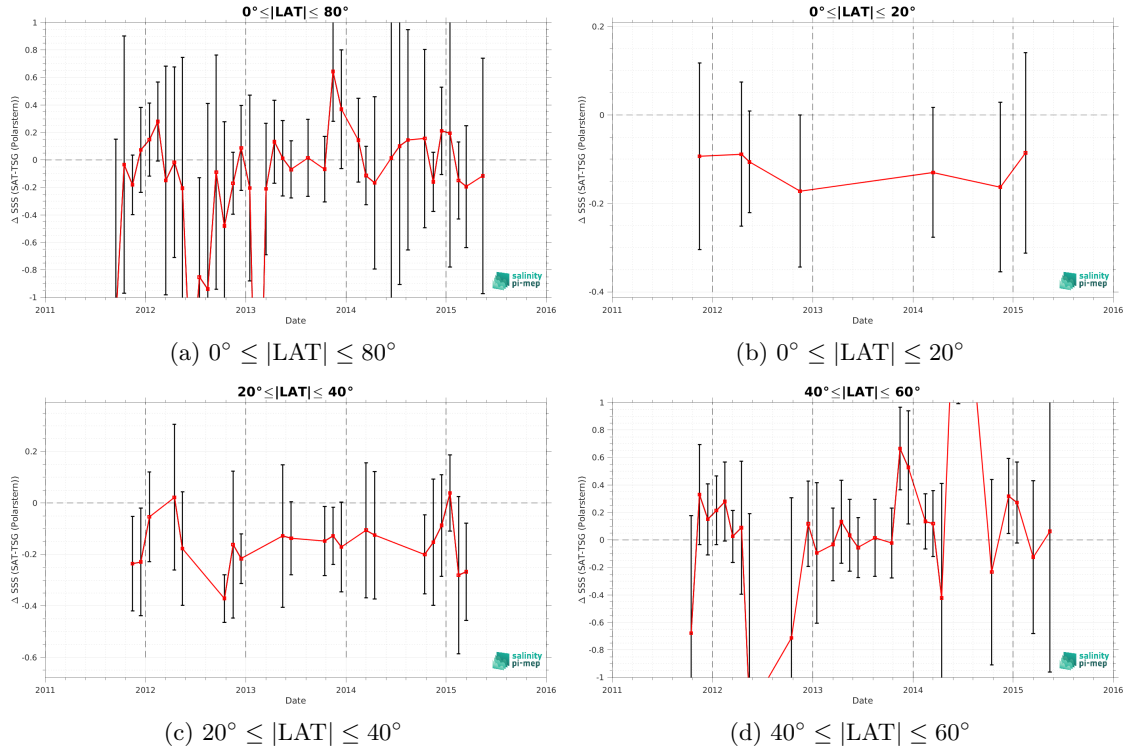 0°≤|LAT|≤ 80°
Δ SSS (SAT-TSG (Polarstern))
1
0.8
0.6
0.4
0.2
0
-0.2
-0.4
-0.6
-0.8
-1
2011 2012 2013 2014 2015 2016
Date
salinity
pi-mep
(a) 0° ≤ |LAT| ≤ 80°
0°≤|LAT|≤ 20°
Δ SSS (SAT-TSG (Polarstern))
0.2
0
-0.2
-0.4
2011 2012 2013 2014 2015 2016
Date
salinity
pi-mep
(b) 0° ≤ |LAT| ≤ 20°
20°≤|LAT|≤ 40°
Δ SSS (SAT-TSG (Polarstern))
0.2
0
-0.2
-0.4
-0.6
2011 2012 2013 2014 2015 2016
Date
salinity
pi-mep
(c) 20° ≤ |LAT| ≤ 40°
40°≤|LAT|≤ 60°
Δ SSS (SAT-TSG (Polarstern))
1
0.8
0.6
0.4
0.2
0
-0.2
-0.4
-0.6
-0.8
-1
2011 2012 2013 2014 2015 2016
Date
salinity
pi-mep
(d) 40° ≤ |LAT| ≤ 60°